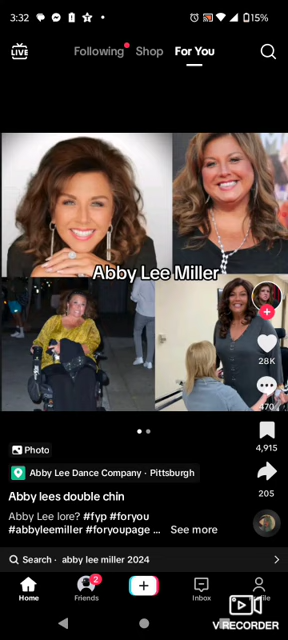 3:32
15%
LIVE
Following Shop For You
Abby Lee Miller
28K
470
4,915
205
Photo
Abby Lee Dance Company · Pittsburgh
Abby lees double chin
Abby Lee lore? #fyp #foryou
#abbyleemiller #foryoupage ... See more
Search · abby lee miller 2024
2
Home Friends Inbox
V RECORDER